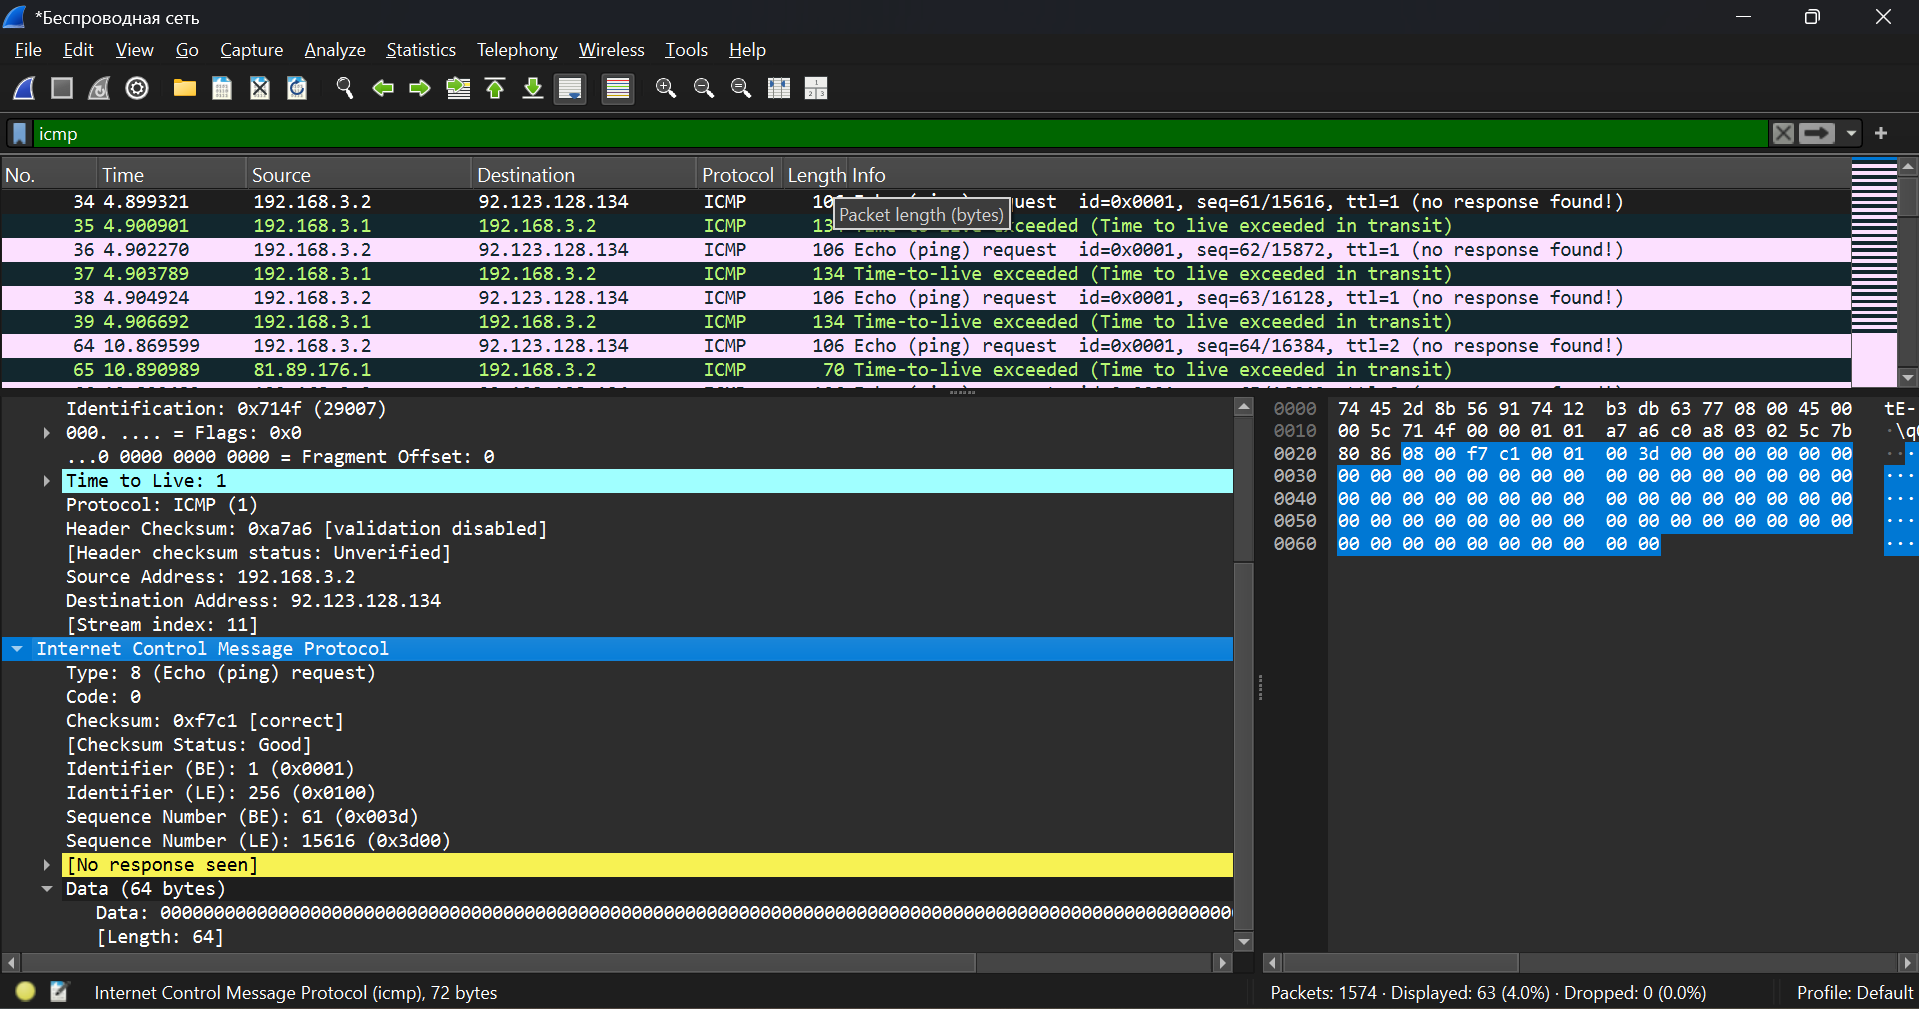 *Беспроводная сеть
File Edit View Go Capture Analyze Statistics Telephony Wireless Tools Help
icmp
No. Time Source Destination Protocol Length Info
34 4.899321 192.168.3.2 92.123.128.134 ICMP uest id=0x0001, seq=61/15616, ttl=1 (no response found!)
Packet length (bytes)
35 4.900901 192.168.3.1 192.168.3.2 ICMP ceeded (Time to live exceeded in transit)
36 4.902270 192.168.3.2 92.123.128.134 ICMP 106 Echo (ping) request id=0x0001, seq=62/15872, ttl=1 (no response found!)
37 4.903789 192.168.3.1 192.168.3.2 ICMP 134 Time-to-live exceeded (Time to live exceeded in transit)
38 4.904924 192.168.3.2 92.123.128.134 ICMP 106 Echo (ping) request id=0x0001, seq=63/16128, ttl=1 (no response found!)
39 4.906692 192.168.3.1 192.168.3.2 ICMP 134 Time-to-live exceeded (Time to live exceeded in transit)
64 10.869599 192.168.3.2 92.123.128.134 ICMP 106 Echo (ping) request id=0x0001, seq=64/16384, ttl=2 (no response found!)
65 10.890989 81.89.176.1 192.168.3.2 ICMP 70 Time-to-live exceeded (Time to live exceeded in transit)
Identification: 0x714f (29007)
000. .... = Flags: 0x0
...0 0000 0000 0000 = Fragment Offset: 0
Time to Live: 1
Protocol: ICMP (1)
Header Checksum: 0xa7a6 [validation disabled]
[Header checksum status: Unverified]
Source Address: 192.168.3.2
Destination Address: 92.123.128.134
[Stream index: 11]
Internet Control Message Protocol
Type: 8 (Echo (ping) request)
Code: 0
Checksum: 0xf7c1 [correct]
[Checksum Status: Good]
Identifier (BE): 1 (0x0001)
Identifier (LE): 256 (0x0100)
Sequence Number (BE): 61 (0x003d)
Sequence Number (LE): 15616 (0x3d00)
[No response seen]
Data (64 bytes)
Data: 0000000000000000000000000000000000000000000000000000000000000000000000000000000000000000000000000000
[Length: 64]
0000 74 45 2d 8b 56 91 74 12 b3 db 63 77 08 00 45 00 tE-
0010 00 5c 71 4f 00 00 01 01 a7 a6 c0 a8 03 02 5c 7b ·\q
0020 80 86 08 00 f7 c1 00 01 00 3d 00 00 00 00 00 00 ···
0030 00 00 00 00 00 00 00 00 00 00 00 00 00 00 00 00 ···
0040 00 00 00 00 00 00 00 00 00 00 00 00 00 00 00 00 ···
0050 00 00 00 00 00 00 00 00 00 00 00 00 00 00 00 00 ···
0060 00 00 00 00 00 00 00 00 00 00 ···
Internet Control Message Protocol (icmp), 72 bytes
Packets: 1574 · Displayed: 63 (4.0%) · Dropped: 0 (0.0%)
Profile: Default